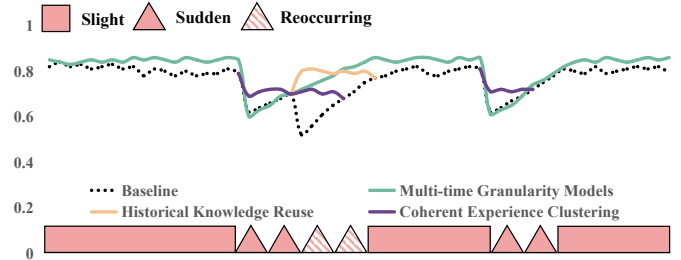 1 Slight Sudden Reoccurring
0.8
0.6
0.4
0.2
Baseline Multi-time Granularity Models
Historical Knowledge Reuse Coherent Experience Clustering
0